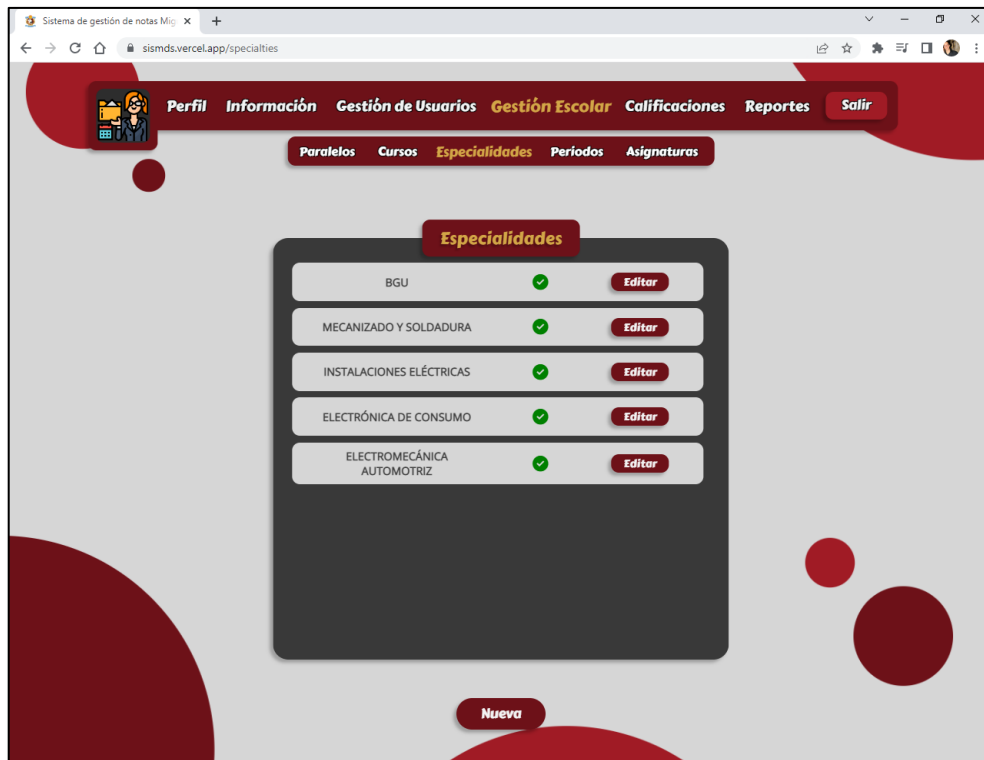 Sistema de gestión de notas Mig
sismds.vercel.app/specialties
Perfil Información Gestión de Usuarios Gestión Escolar Calificaciones Reportes Salir
Paralelos Cursos Especialidades Períodos Asignaturas
Especialidades
BGU Editar
MECANIZADO Y SOLDADURA Editar
INSTALACIONES ELÉCTRICAS Editar
ELECTRÓNICA DE CONSUMO Editar
ELECTROMECÁNICA
AUTOMOTRIZ Editar
Nueva